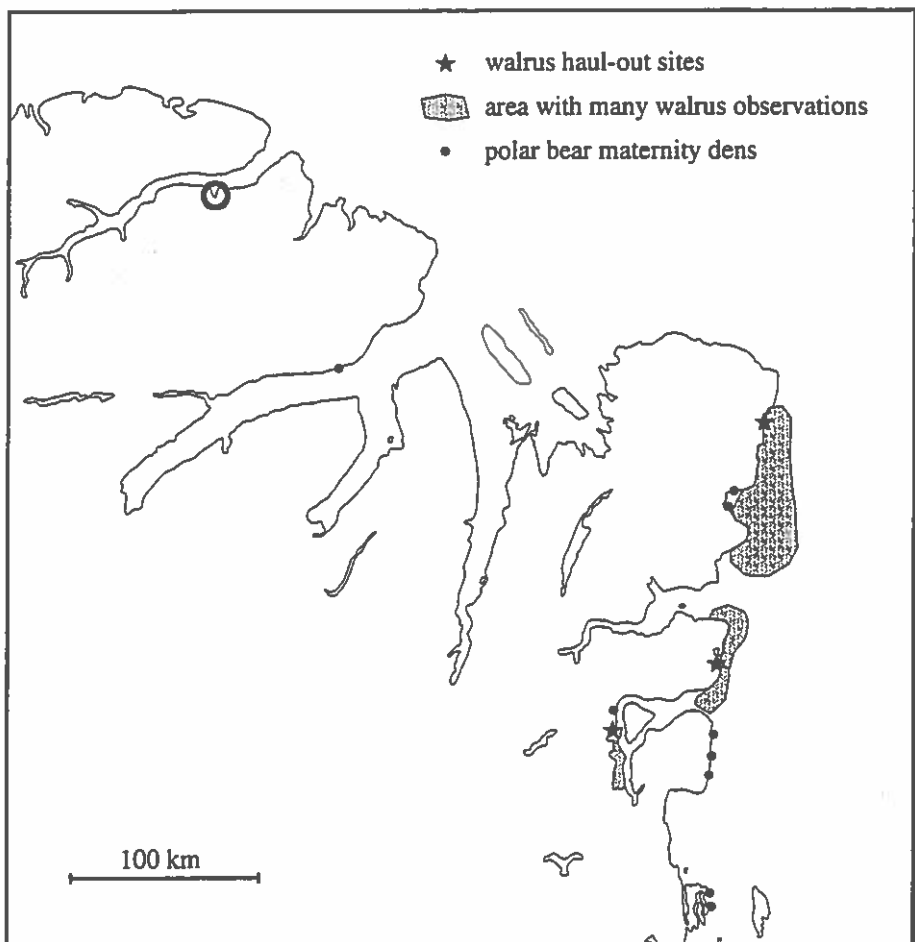 walrus haul-out sites
area with many walrus observations
polar bear maternity dens
100 km